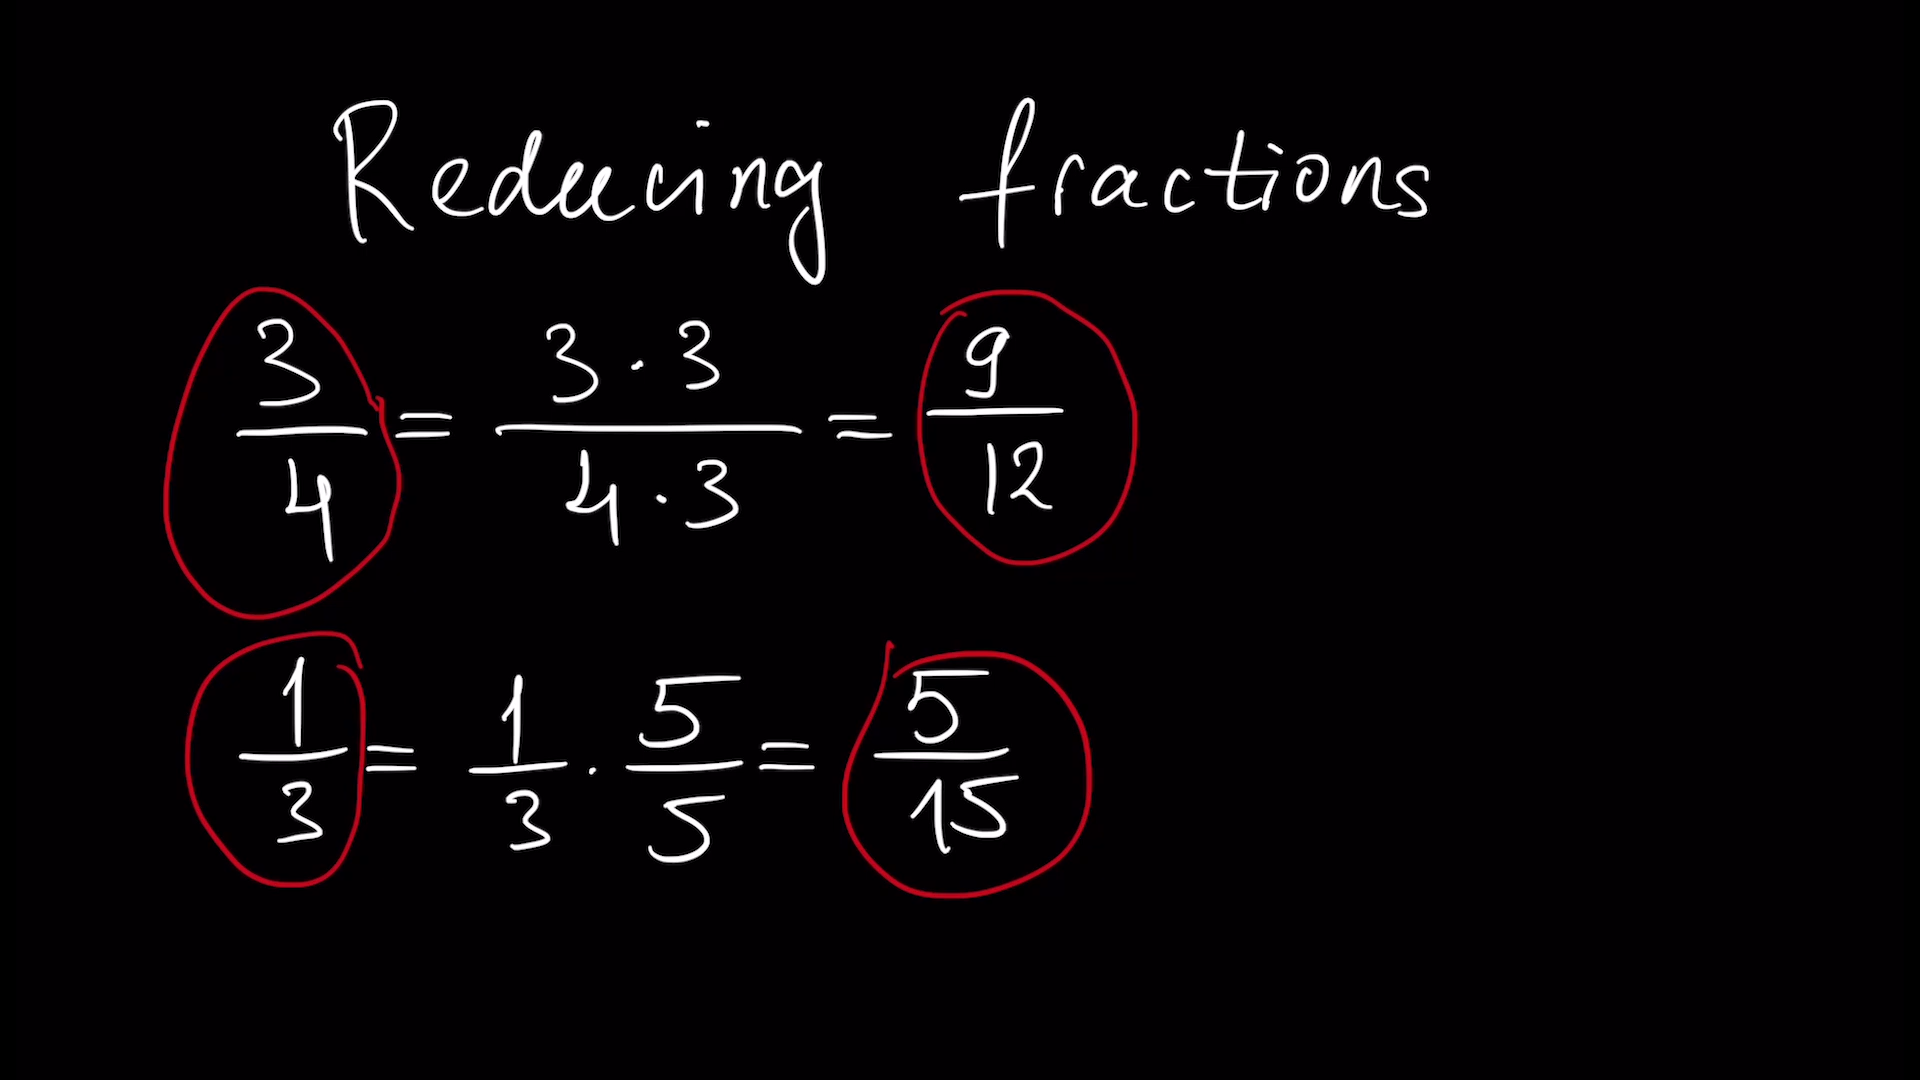 Reducing fractions
3/4 = 3·3/4·3 = 9/12
1/3 = 1/3 · 5/5 = 5/15